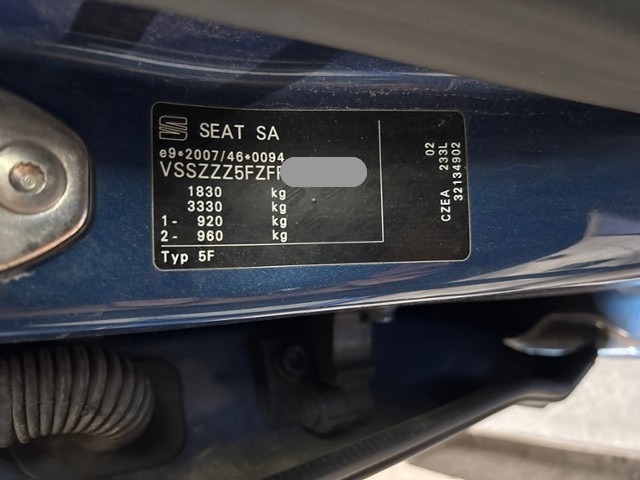 SEAT SA
e9*2007/46*0094
VSSZZZ5FZF
1830 kg
3330 kg
1- 920 kg
2- 960 kg
Typ 5F
02
CZEA 233L
32134902